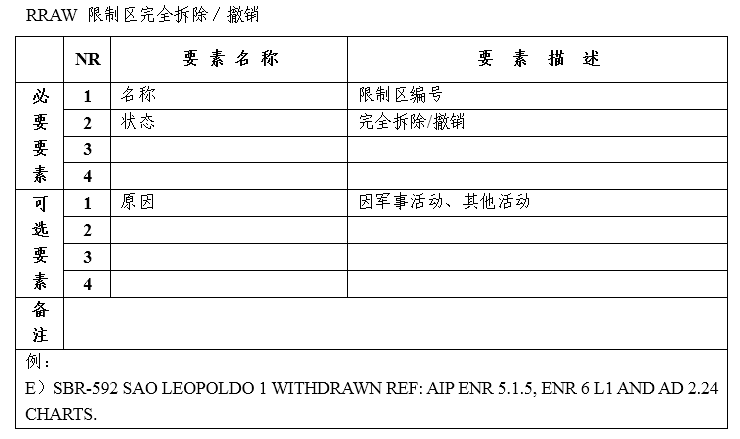 RRAW 限制区完全拆除／撤销
NR 要素名称 要素描述
必要要素
1 名称 限制区编号
2 状态 完全拆除/撤销
3
4
可选要素
1 原因 因军事活动、其他活动
2
3
4
备注
例：
E）SBR-592 SAO LEOPOLDO 1 WITHDRAWN REF: AIP ENR 5.1.5, ENR 6 L1 AND AD 2.24
CHARTS.